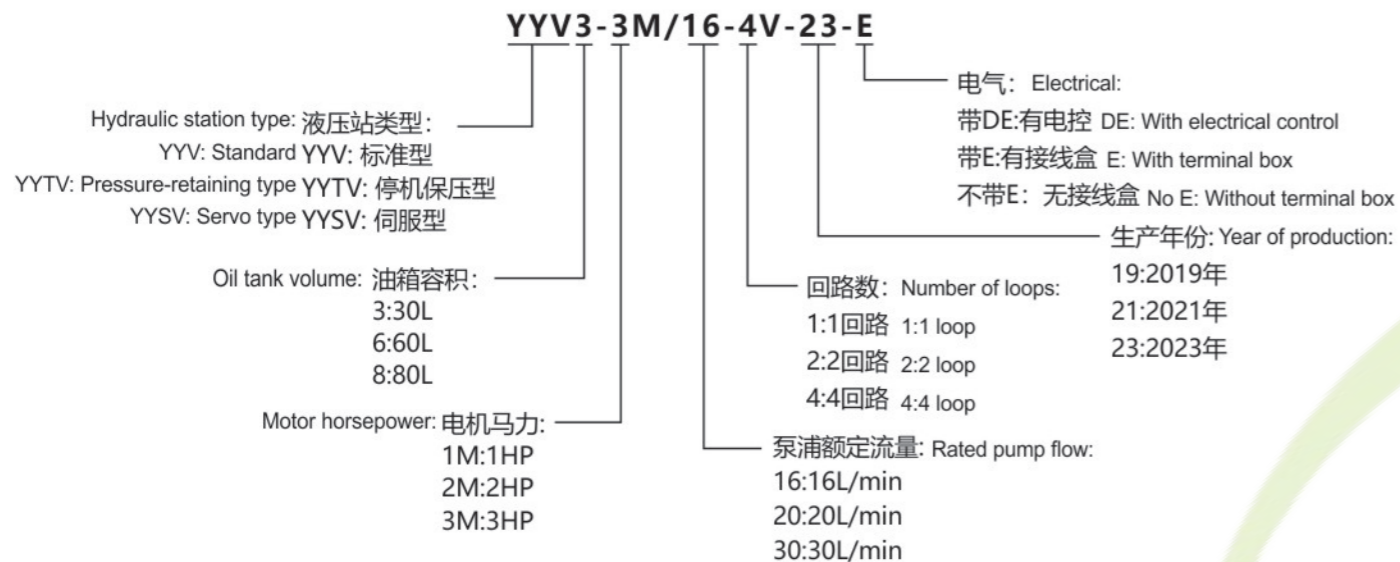 YYV3-3M/16-4V-23-E
Hydraulic station type: 液压站类型：
YYV: Standard YYV: 标准型
YYTV: Pressure-retaining type YYTV: 停机保压型
YYSV: Servo type YYSV: 伺服型
Oil tank volume: 油箱容积：
3:30L
6:60L
8:80L
Motor horsepower: 电机马力:
1M:1HP
2M:2HP
3M:3HP
电气： Electrical:
带DE:有电控 DE: With electrical control
带E:有接线盒 E: With terminal box
不带E：无接线盒 No E: Without terminal box
生产年份: Year of production:
19:2019年
21:2021年
23:2023年
回路数： Number of loops:
1:1回路 1:1 loop
2:2回路 2:2 loop
4:4回路 4:4 loop
泵浦额定流量: Rated pump flow:
16:16L/min
20:20L/min
30:30L/min